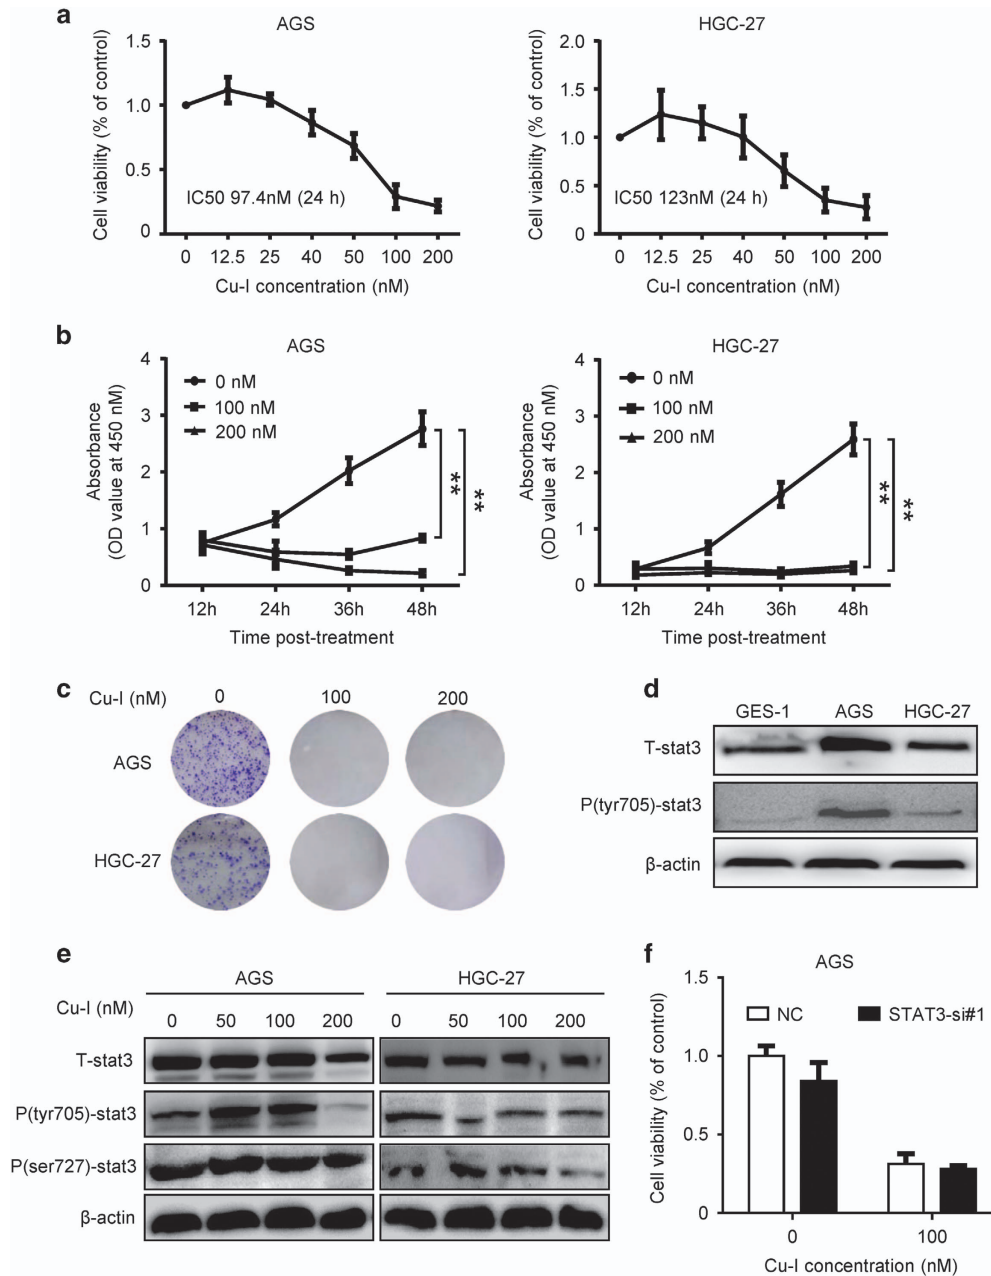 a
AGS
HGC-27
Cell viability (% of control)
1.5
1.0
0.5
0
IC50 97.4nM (24 h)
0 12.5 25 40 50 100 200
Cu-I concentration (nM)
Cell viability (% of control)
2.0
1.5
1.0
0.5
0
IC50 123nM (24 h)
0 12.5 25 40 50 100 200
Cu-I concentration (nM)
b
AGS
Absorbance
(OD value at 450 nM)
4
3
2
1
0
0 nM
100 nM
200 nM
**
**
12h 24h 36h 48h
Time post-treatment
HGC-27
Absorbance
(OD value at 450 nM)
4
3
2
1
0
0 nM
100 nM
200 nM
**
**
12h 24h 36h 48h
Time post-treatment
c
Cu-I (nM) 0 100 200
AGS
HGC-27
d
GES-1 AGS HGC-27
T-stat3
P(tyr705)-stat3
β-actin
e
AGS HGC-27
Cu-I (nM)
0 50 100 200 0 50 100 200
T-stat3
P(tyr705)-stat3
P(ser727)-stat3
β-actin
f
AGS
Cell viability (% of control)
1.5
1.0
0.5
0
NC STAT3-si#1
0 100
Cu-I concentration (nM)